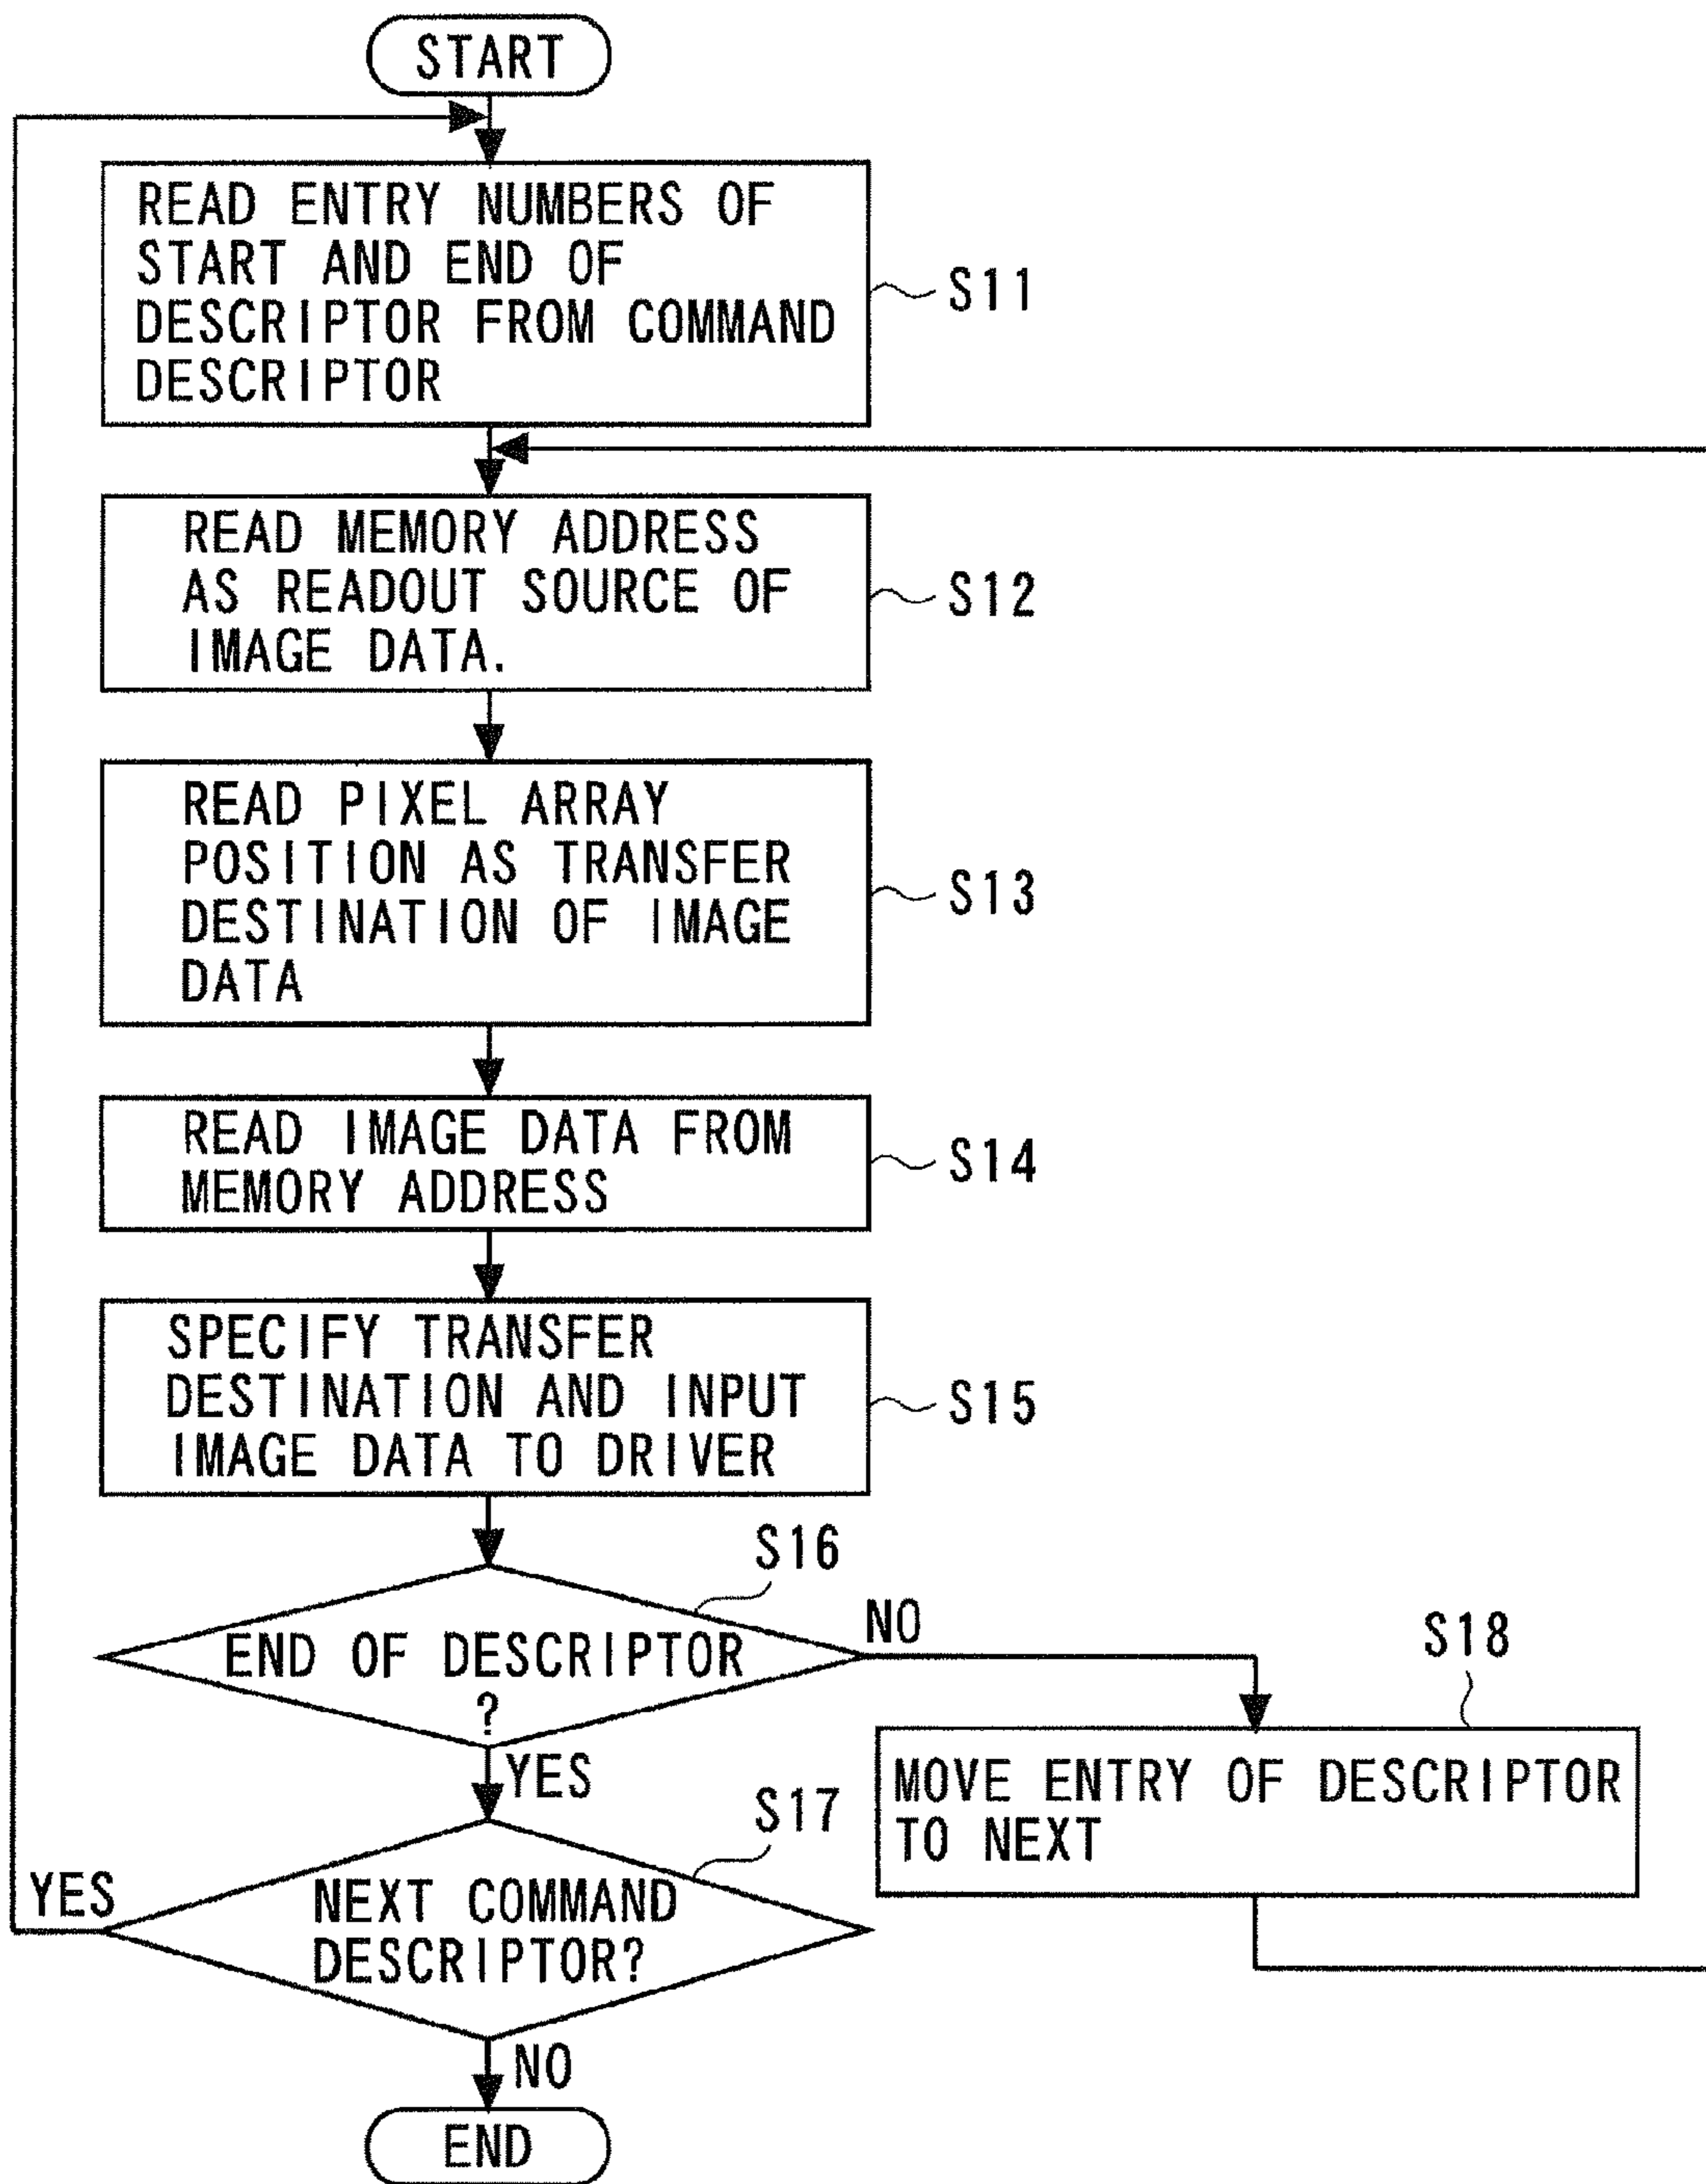 START
READ ENTRY NUMBERS OF
START AND END OF
DESCRIPTOR FROM COMMAND
DESCRIPTOR
S11
READ MEMORY ADDRESS
AS READOUT SOURCE OF
IMAGE DATA.
S12
READ PIXEL ARRAY
POSITION AS TRANSFER
DESTINATION OF IMAGE
DATA
S13
READ IMAGE DATA FROM
MEMORY ADDRESS
S14
SPECIFY TRANSFER
DESTINATION AND INPUT
IMAGE DATA TO DRIVER
S15
S16
END OF DESCRIPTOR
?
NO
YES
S18
MOVE ENTRY OF DESCRIPTOR
TO NEXT
S17
YES
NEXT COMMAND
DESCRIPTOR?
NO
END